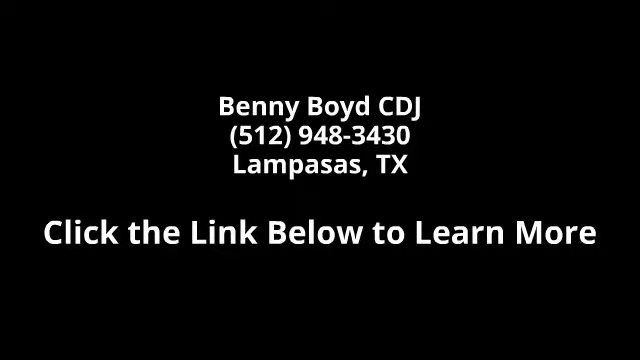 Benny Boyd CDJ
(512) 948-3430
Lampasas, TX
Click the Link Below to Learn More